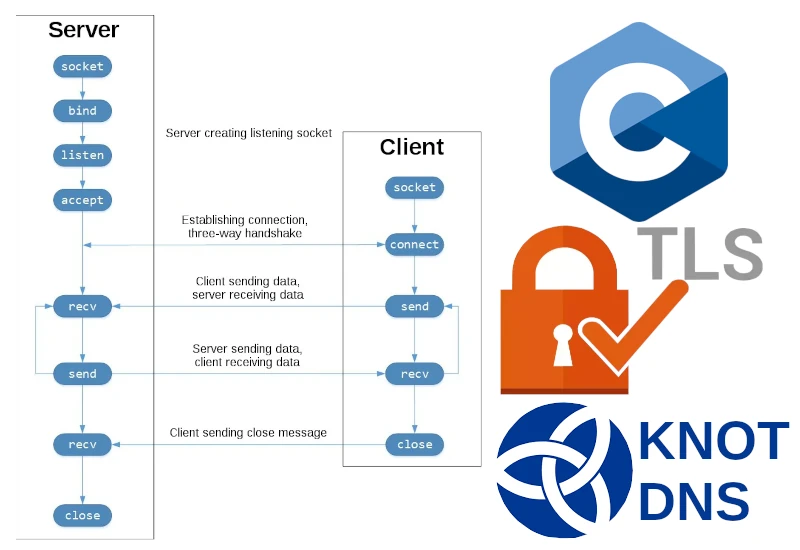 Server
socket
bind
listen
accept
recv
send
recv
close
Server creating listening socket
Establishing connection,
three-way handshake
Client sending data,
server receiving data
Server sending data,
client receiving data
Client sending close message
Client
socket
connect
send
recv
close
C
TLS
KNOT
DNS